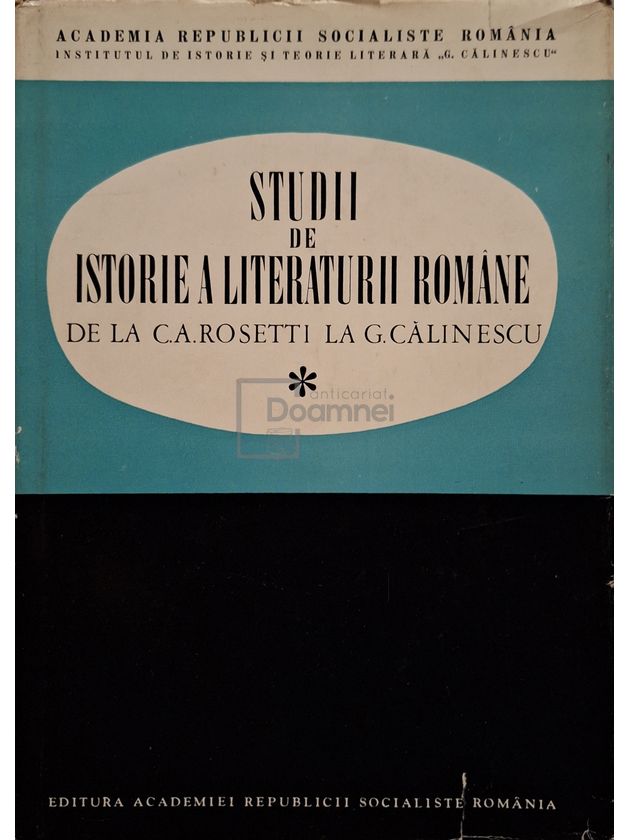 ACADEMIA REPUBLICII SOCIALISTE ROMÂNIA
INSTITUTUL DE ISTORIE ȘI TEORIE LITERARĂ „G. CĂLINESCU“
STUDII
DE
ISTORIE A LITERATURII ROMÂNE
DE LA C.A. ROSETTI LA G. CĂLINESCU
*
anticariat
Doamnei
EDITURA ACADEMIEI REPUBLICII SOCIALISTE ROMÂNIA